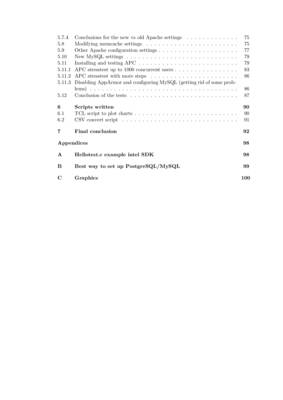 5.7.4 Conclusions for the new vs old Apache settings . . . . . . . . . . . . . . 75
5.8 Modifying memcache settings . . . . . . . . . . . . . . . . . . . . . . . . . 75
5.9 Other Apache configuration settings . . . . . . . . . . . . . . . . . . . . . 77
5.10 New MySQL settings . . . . . . . . . . . . . . . . . . . . . . . . . . . . . 79
5.11 Installing and testing APC . . . . . . . . . . . . . . . . . . . . . . . . . . 79
5.11.1 APC stresstest up to 1000 concurrent users . . . . . . . . . . . . . . . . . 83
5.11.2 APC stresstest with more steps . . . . . . . . . . . . . . . . . . . . . . . 86
5.11.3 Disabling AppArmor and configuring MySQL (getting rid of some problems) . . . . . . . . . . . . . . . . . . . . . . . . . . . . . . . . . . . . . 86
5.12 Conclusion of the tests . . . . . . . . . . . . . . . . . . . . . . . . . . . . 87
6 Scripts written 90
6.1 TCL script to plot charts . . . . . . . . . . . . . . . . . . . . . . . . . . . 90
6.2 CSV convert script . . . . . . . . . . . . . . . . . . . . . . . . . . . . . . 91
7 Final conclusion 92
Appendices 98
A Hellotest.c example intel SDK 98
B Best way to set up PostgreSQL/MySQL 99
C Graphics 100